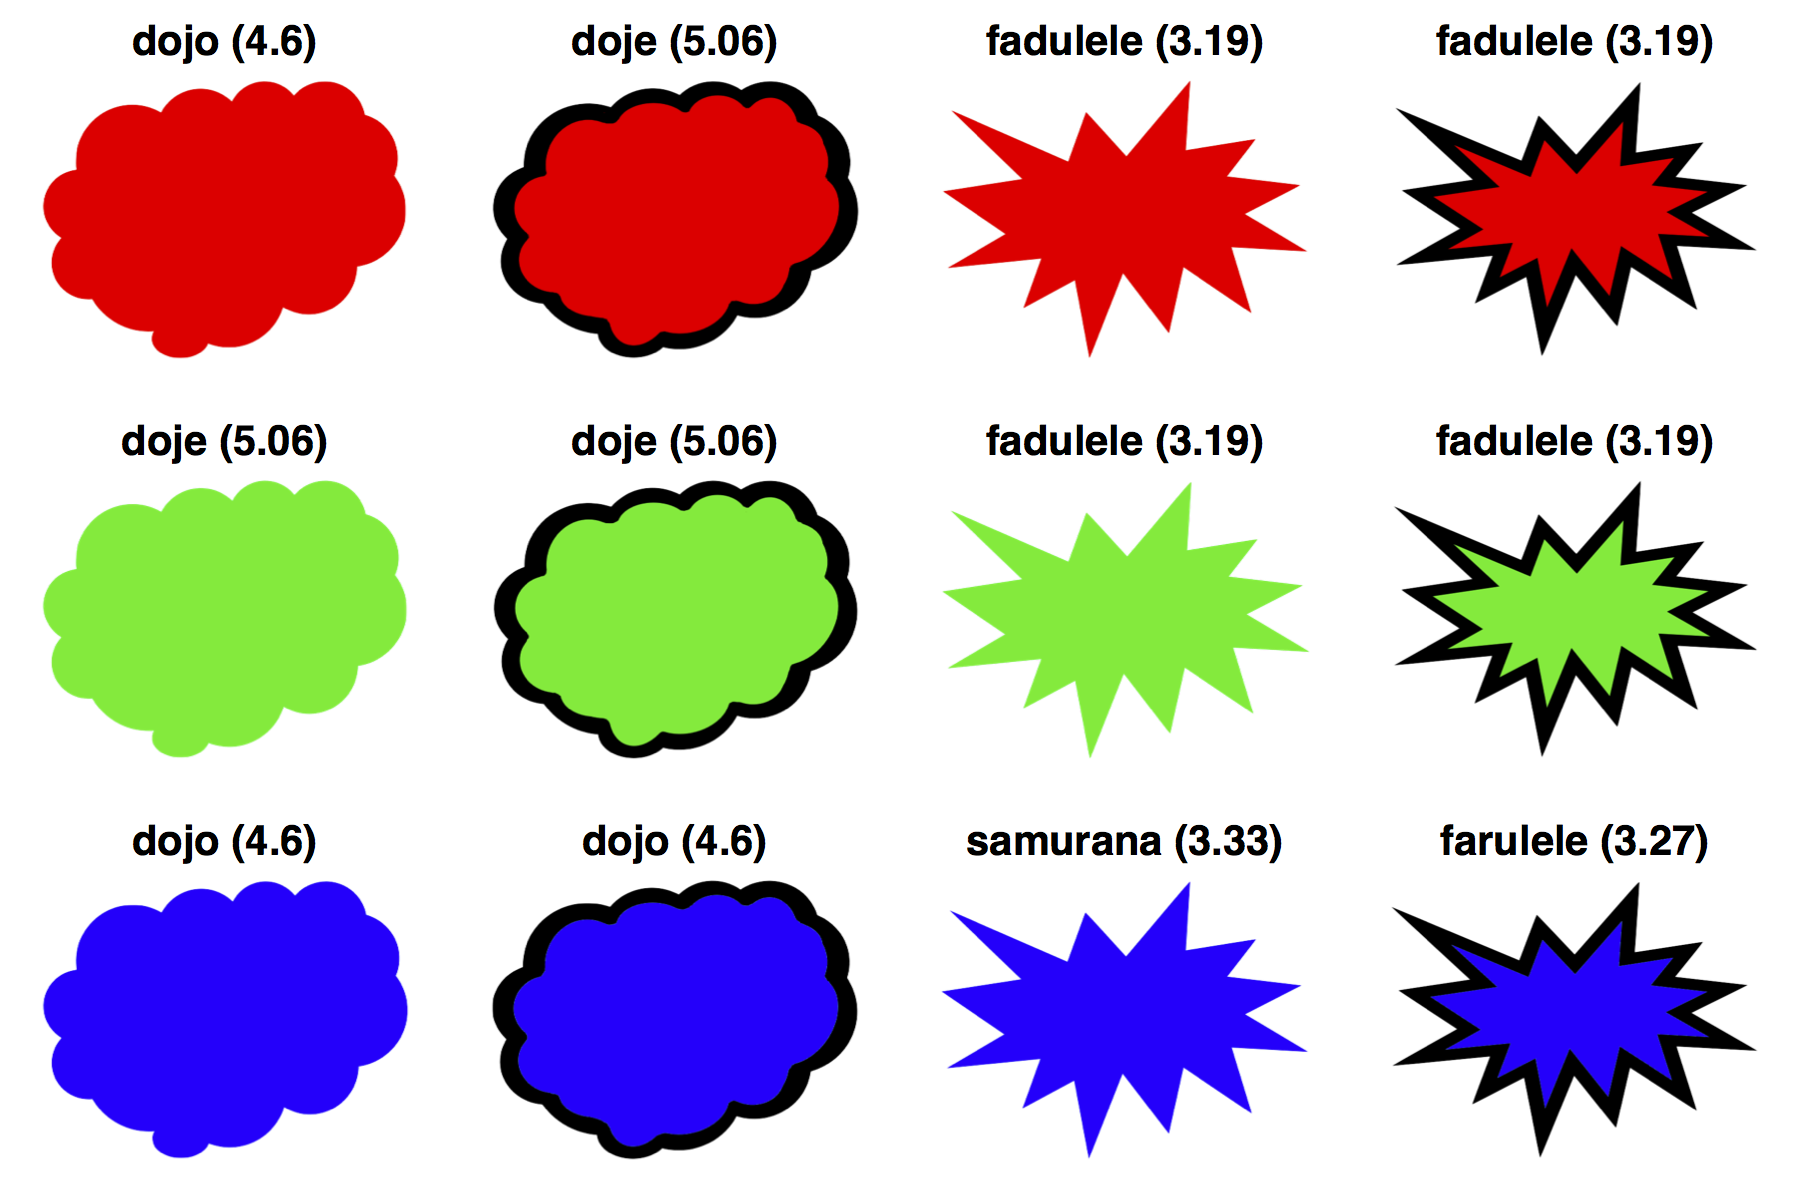 dojo (4.6)
doje (5.06)
fadulele (3.19)
fadulele (3.19)
doje (5.06)
doje (5.06)
fadulele (3.19)
fadulele (3.19)
dojo (4.6)
dojo (4.6)
samurana (3.33)
farulele (3.27)